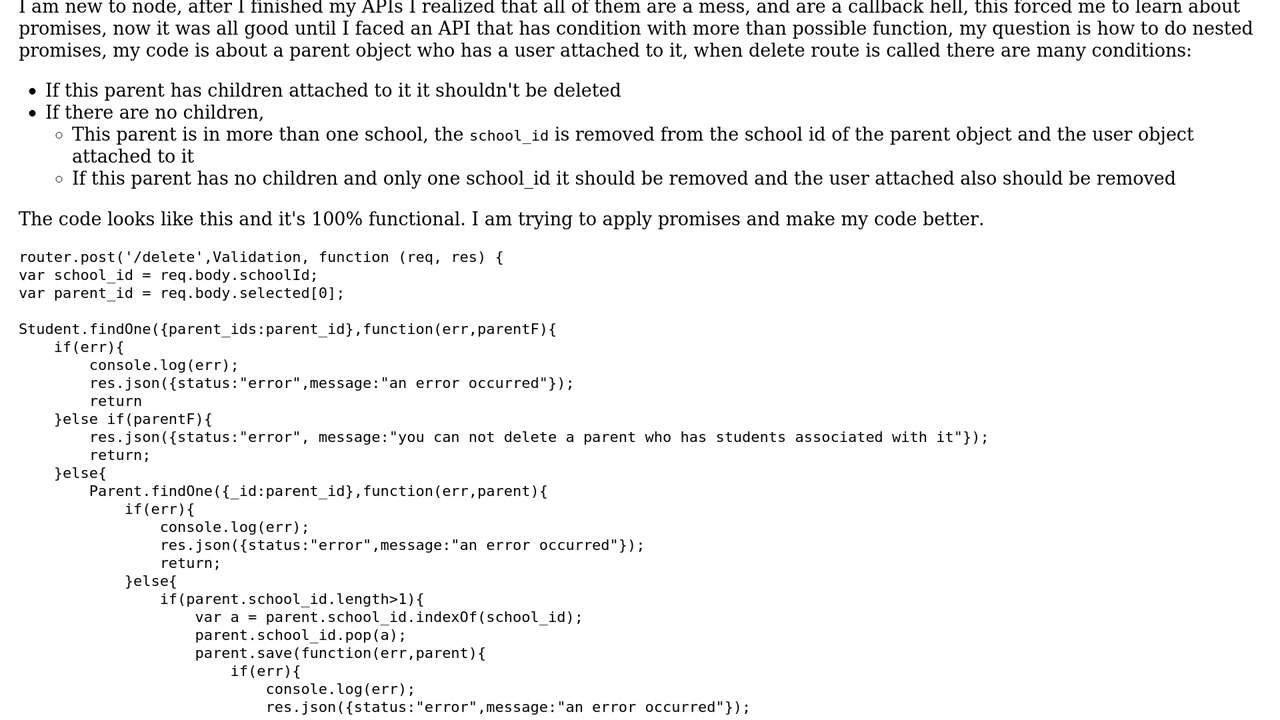 I am new to node, after I finished my APIs I realized that all of them are a mess, and are a callback hell, this forced me to learn about
promises, now it was all good until I faced an API that has condition with more than possible function, my question is how to do nested
promises, my code is about a parent object who has a user attached to it, when delete route is called there are many conditions:
• If this parent has children attached to it it shouldn't be deleted
• If there are no children,
◦ This parent is in more than one school, the school_id is removed from the school id of the parent object and the user object
attached to it
◦ If this parent has no children and only one school_id it should be removed and the user attached also should be removed
The code looks like this and it's 100% functional. I am trying to apply promises and make my code better.
router.post('/delete',Validation, function (req, res) {
var school_id = req.body.schoolId;
var parent_id = req.body.selected[0];

Student.findOne({parent_ids:parent_id},function(err,parentF){
    if(err){
        console.log(err);
        res.json({status:"error",message:"an error occurred"});
        return
    }else if(parentF){
        res.json({status:"error", message:"you can not delete a parent who has students associated with it"});
        return;
    }else{
        Parent.findOne({_id:parent_id},function(err,parent){
            if(err){
                console.log(err);
                res.json({status:"error",message:"an error occurred"});
                return;
            }else{
                if(parent.school_id.length>1){
                    var a = parent.school_id.indexOf(school_id);
                    parent.school_id.pop(a);
                    parent.save(function(err,parent){
                        if(err){
                            console.log(err);
                            res.json({status:"error",message:"an error occurred"});